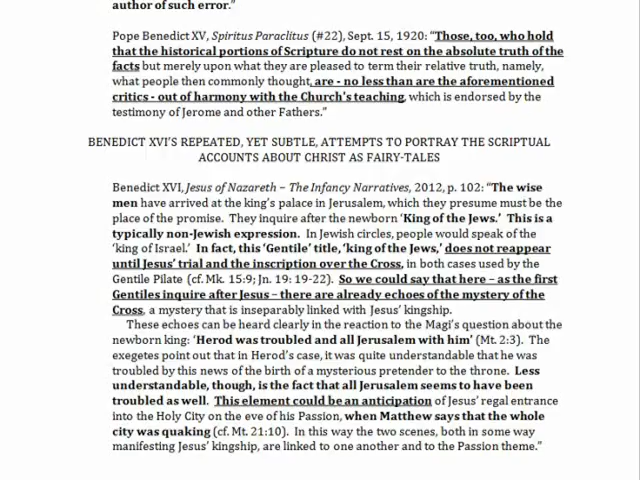 author of such error."
Pope Benedict XV, Spiritus Paraclitus (#22), Sept. 15, 1920: "Those, too, who hold
that the historical portions of Scripture do not rest on the absolute truth of the
facts but merely upon what they are pleased to term their relative truth, namely,
what people then commonly thought, are - no less than are the aforementioned
critics - out of harmony with the Church's teaching, which is endorsed by the
testimony of Jerome and other Fathers."
BENEDICT XVI'S REPEATED, YET SUBTLE, ATTEMPTS TO PORTRAY THE SCRIPTUAL
ACCOUNTS ABOUT CHRIST AS FAIRY-TALES
Benedict XVI, Jesus of Nazareth – The Infancy Narratives, 2012, p. 102: "The wise
men have arrived at the king's palace in Jerusalem, which they presume must be the
place of the promise. They inquire after the newborn 'King of the Jews.' This is a
typically non-Jewish expression. In Jewish circles, people would speak of the
'king of Israel.' In fact, this 'Gentile' title, 'king of the Jews,' does not reappear
until Jesus' trial and the inscription over the Cross, in both cases used by the
Gentile Pilate (cf. Mk. 15:9; Jn. 19: 19-22). So we could say that here – as the first
Gentiles inquire after Jesus – there are already echoes of the mystery of the
Cross, a mystery that is inseparably linked with Jesus' kingship.
These echoes can be heard clearly in the reaction to the Magi's question about the
newborn king: 'Herod was troubled and all Jerusalem with him' (Mt. 2:3). The
exegetes point out that in Herod's case, it was quite understandable that he was
troubled by this news of the birth of a mysterious pretender to the throne. Less
understandable, though, is the fact that all Jerusalem seems to have been
troubled as well. This element could be an anticipation of Jesus' regal entrance
into the Holy City on the eve of his Passion, when Matthew says that the whole
city was quaking (cf. Mt. 21:10). In this way the two scenes, both in some way
manifesting Jesus' kingship, are linked to one another and to the Passion theme."